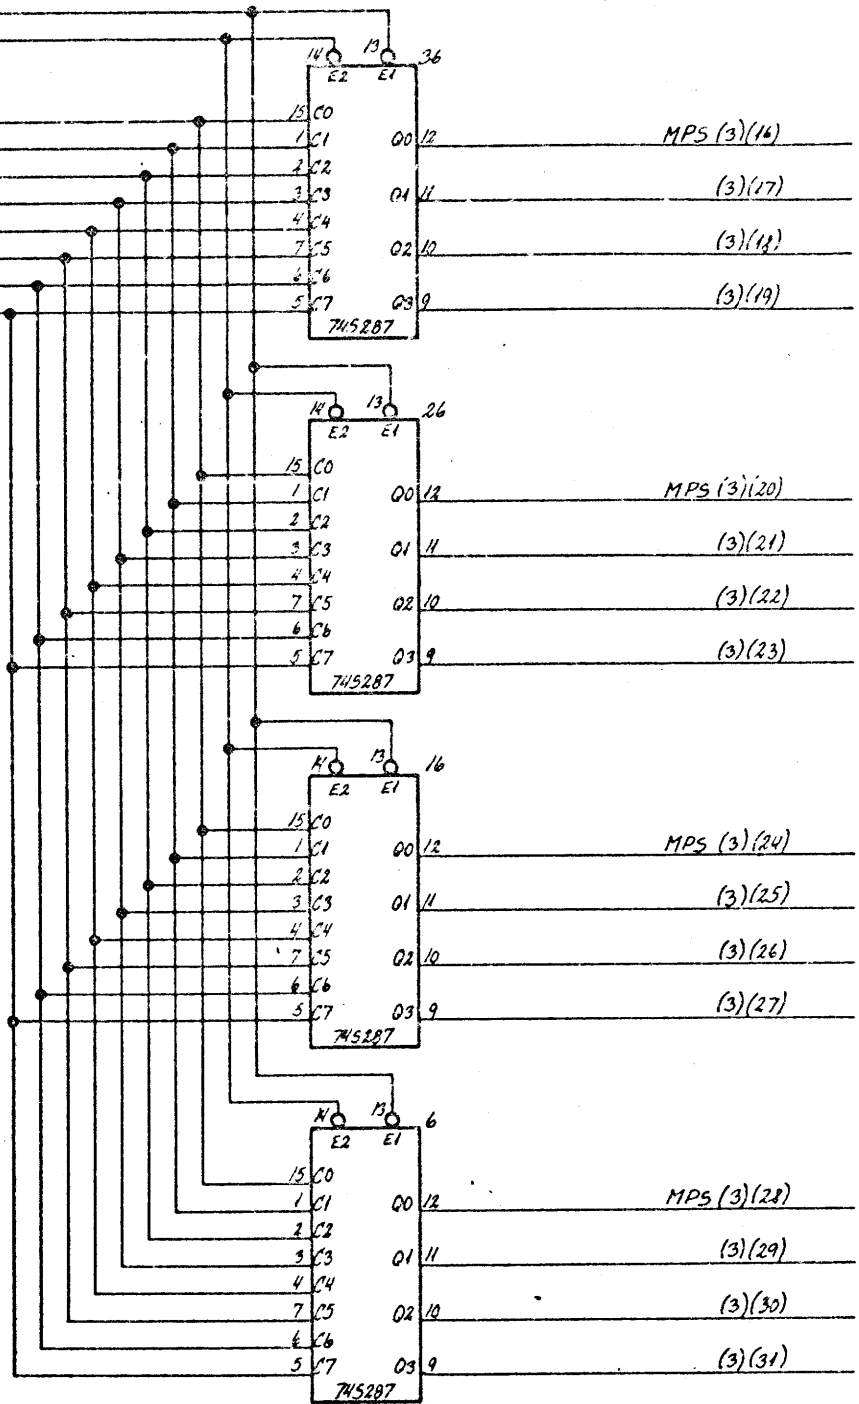 14 13 36
E2 E1
15 C0
1 C1 Q0 12 MPS (3)(16)
2 C2
3 C3 Q1 11 (3)(17)
4 C4
7 C5 Q2 10 (3)(18)
6 C6
5 C7 Q3 9 (3)(19)
74S287
14 13 26
E2 E1
15 C0
1 C1 Q0 12 MPS (3)(20)
2 C2
3 C3 Q1 11 (3)(21)
4 C4
7 C5 Q2 10 (3)(22)
6 C6
5 C7 Q3 9 (3)(23)
74S287
14 13 16
E2 E1
15 C0
1 C1 Q0 12 MPS (3)(24)
2 C2
3 C3 Q1 11 (3)(25)
4 C4
7 C5 Q2 10 (3)(26)
6 C6
5 C7 Q3 9 (3)(27)
74S287
14 13 6
E2 E1
15 C0
1 C1 Q0 12 MPS (3)(28)
2 C2
3 C3 Q1 11 (3)(29)
4 C4
7 C5 Q2 10 (3)(30)
6 C6
5 C7 Q3 9 (3)(31)
74S287